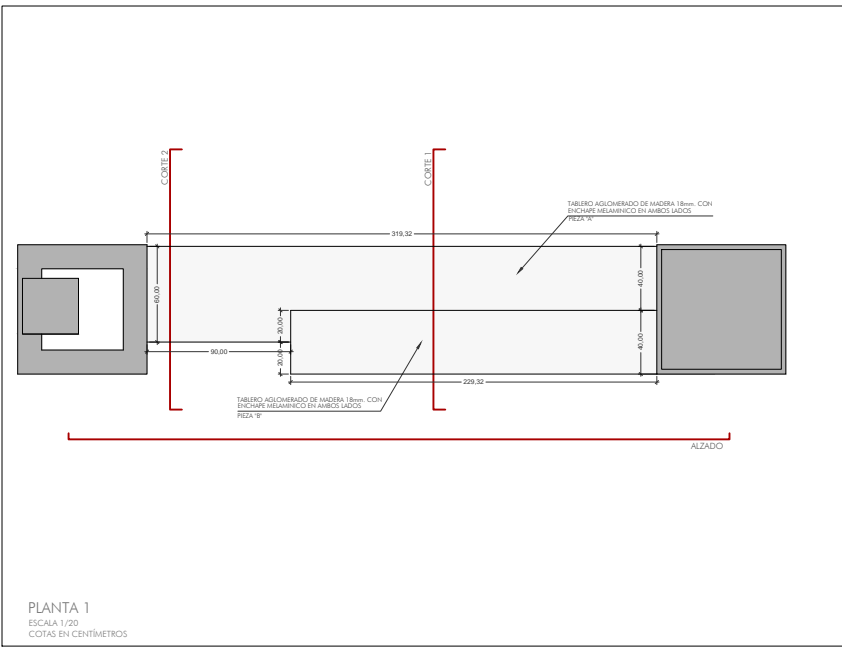 CORTE 2
CORTE 1
TABLERO AGLOMERADO DE MADERA 18mm. CON
ENCHAPE MELAMINICO EN AMBOS LADOS
PIEZA "A"
319,32
60,00
40,00
20,00
90,00
20,00
40,00
229,32
TABLERO AGLOMERADO DE MADERA 18mm. CON
ENCHAPE MELAMINICO EN AMBOS LADOS
PIEZA "B"
ALZADO
PLANTA 1
ESCALA 1/20
COTAS EN CENTÍMETROS